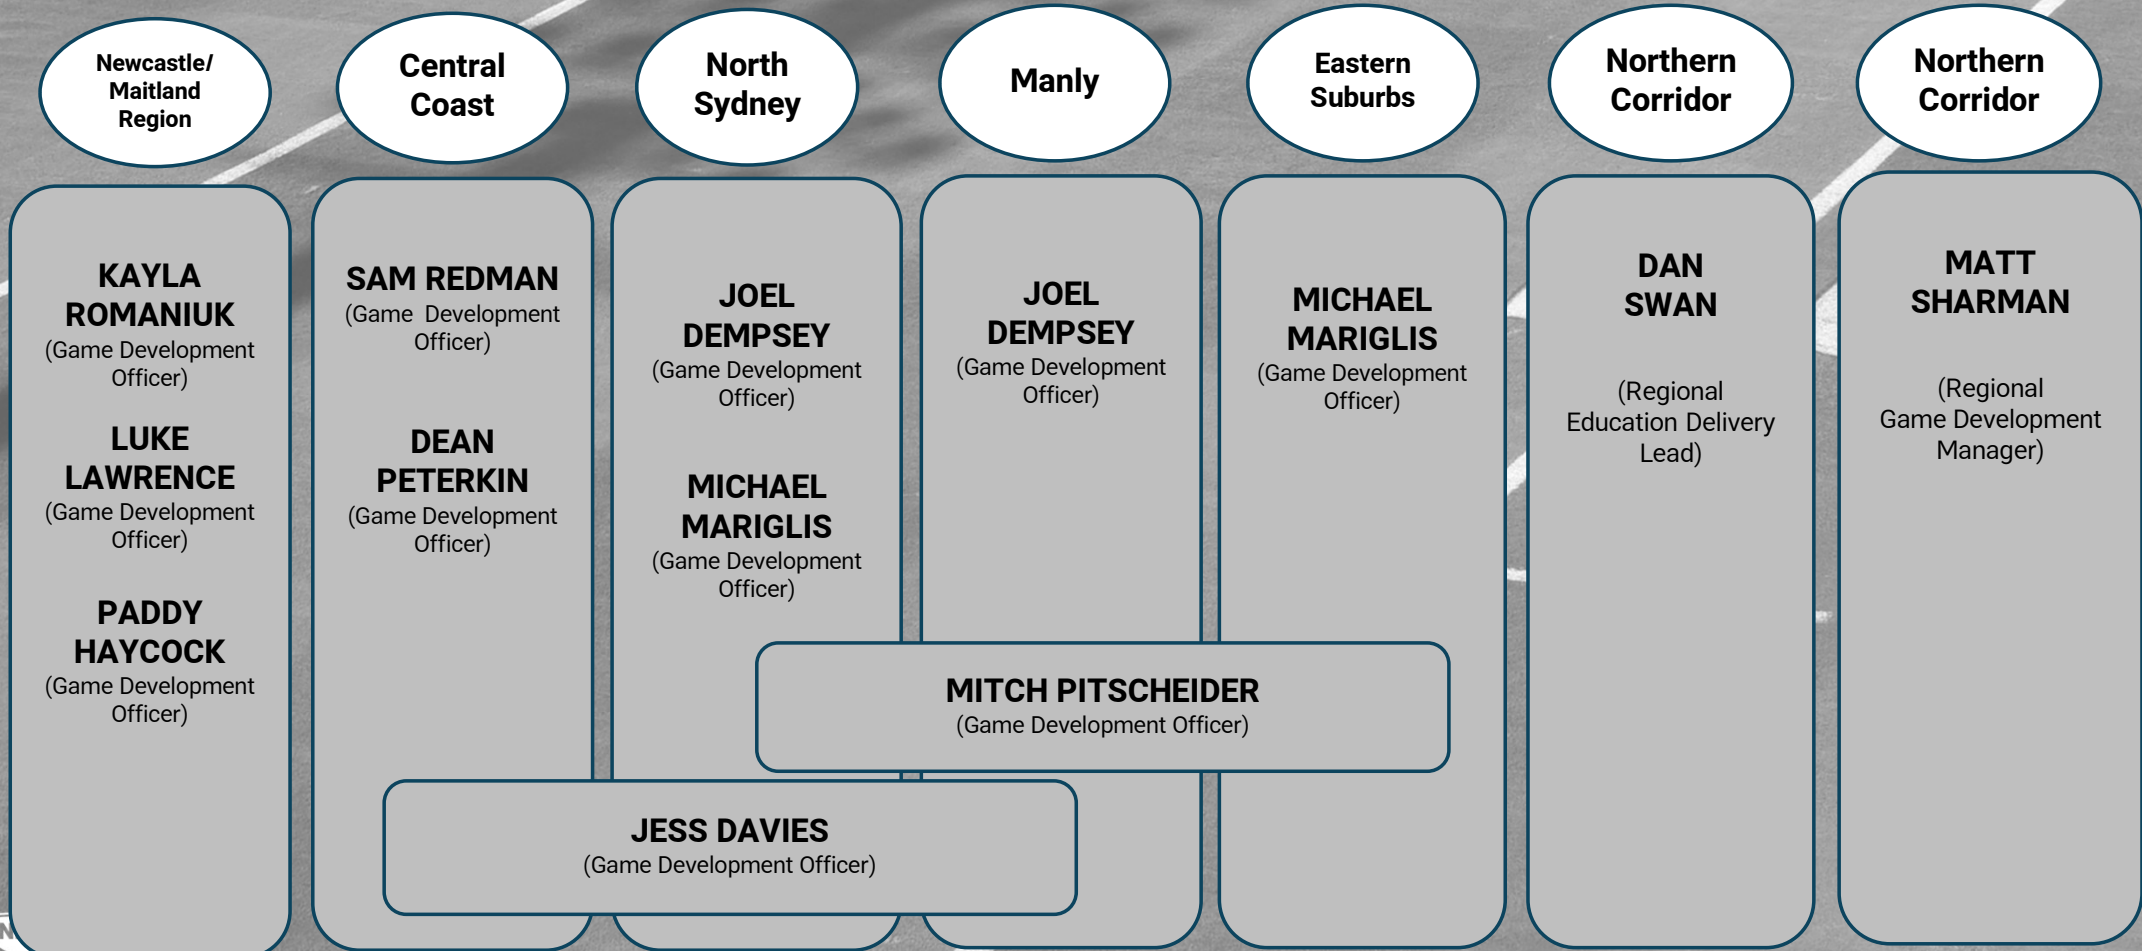 Newcastle/
Maitland
Region
Central
Coast
North
Sydney
Manly
Eastern
Suburbs
Northern
Corridor
Northern
Corridor
KAYLA
ROMANIUK
(Game Development
Officer)
LUKE
LAWRENCE
(Game Development
Officer)
PADDY
HAYCOCK
(Game Development
Officer)
SAM REDMAN
(Game  Development
Officer)
DEAN
PETERKIN
(Game Development
Officer)
JOEL
DEMPSEY
(Game Development
Officer)
MICHAEL
MARIGLIS
(Game Development
Officer)
JOEL
DEMPSEY
(Game Development
Officer)
MICHAEL
MARIGLIS
(Game Development
Officer)
DAN
SWAN
(Regional
Education Delivery
Lead)
MATT
SHARMAN
(Regional
Game Development
Manager)
MITCH PITSCHEIDER
(Game Development Officer)
JESS DAVIES
(Game Development Officer)